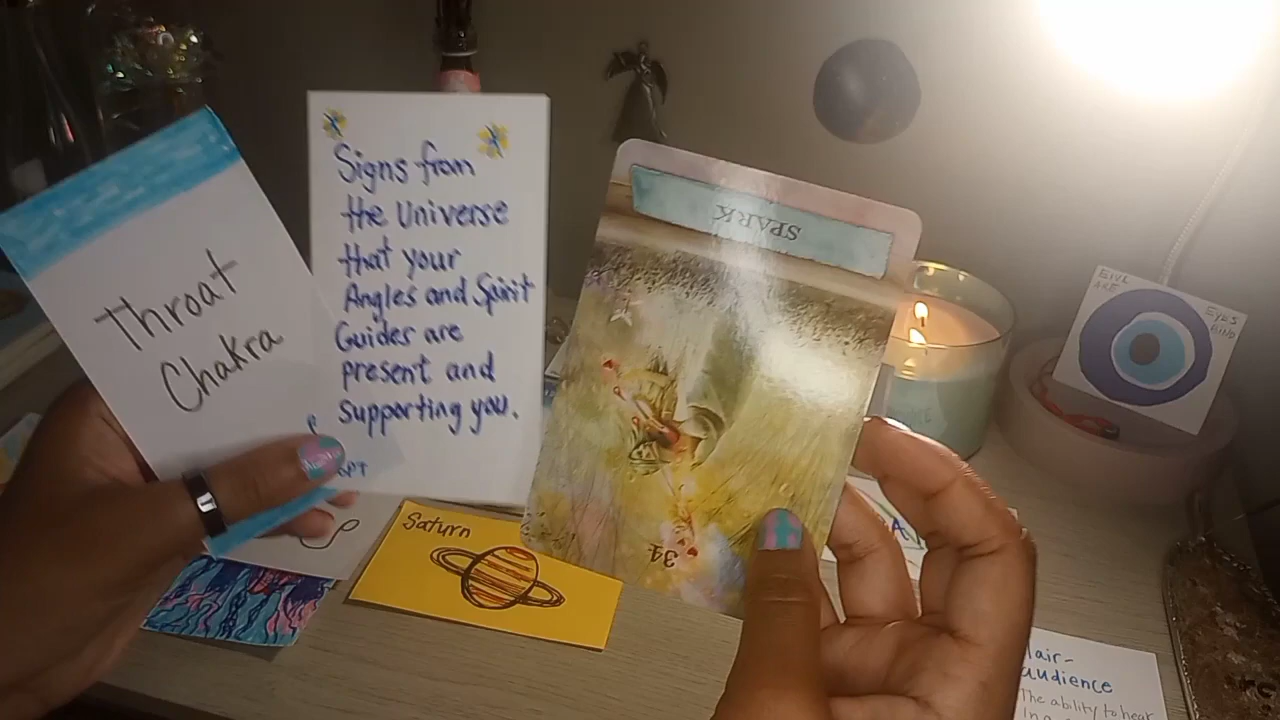 Throat
Chakra
Signs from
the Universe
that your
Angles and Spirit
Guides are
present and
supporting you.
SPARK
34
Saturn
audience
The ability to hear